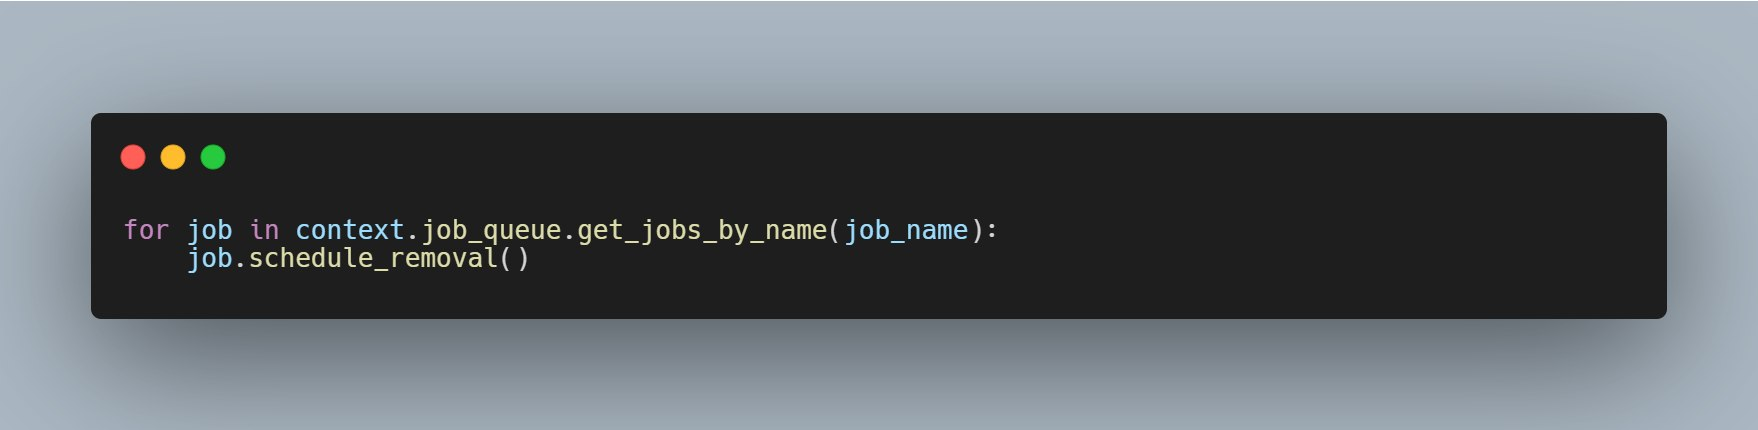 for job in context.job_queue.get_jobs_by_name(job_name):
    job.schedule_removal()